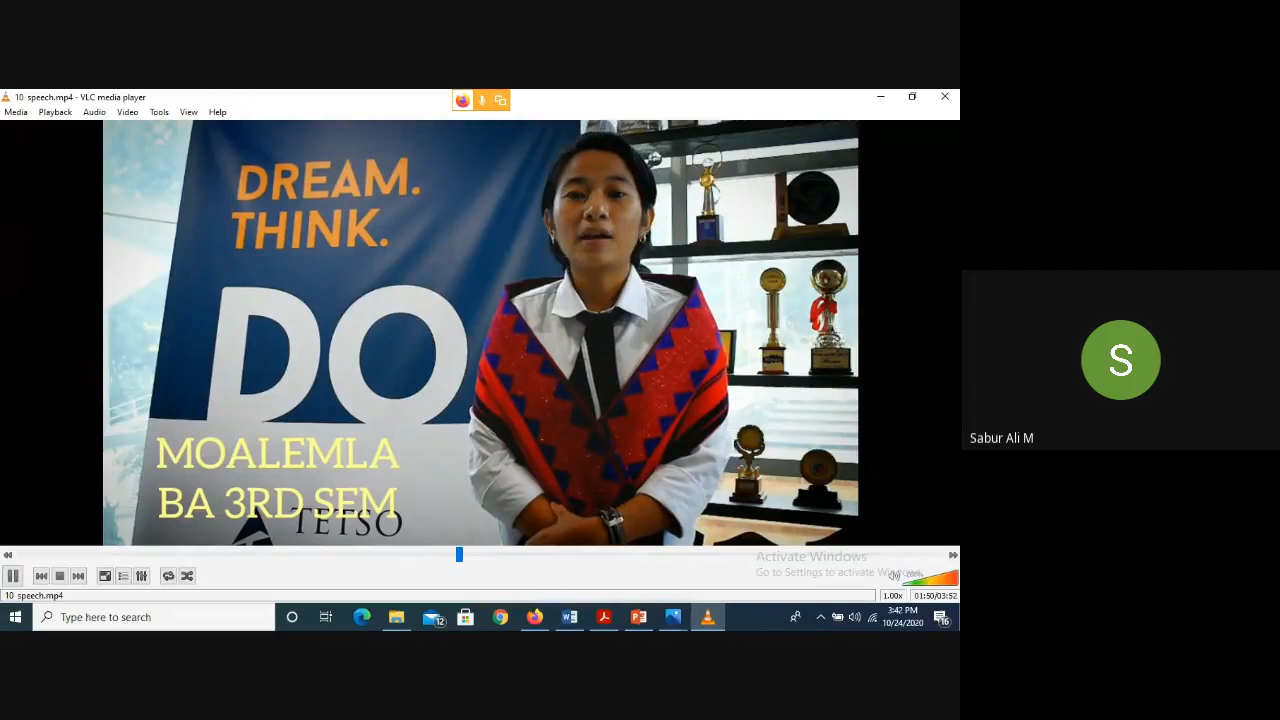 10 speech.mp4 - VLC media player
Media Playback Audio Video Tools View Help
DREAM.
THINK.
DO
MOALEMLA
BA 3RD SEM
TETSO
S
Sabur Ali M
Activate Windows
Go to Settings to activate Windows.
10 speech.mp4
1.00x
01:50/03:52
Type here to search
12
3:42 PM
10/24/2020
16